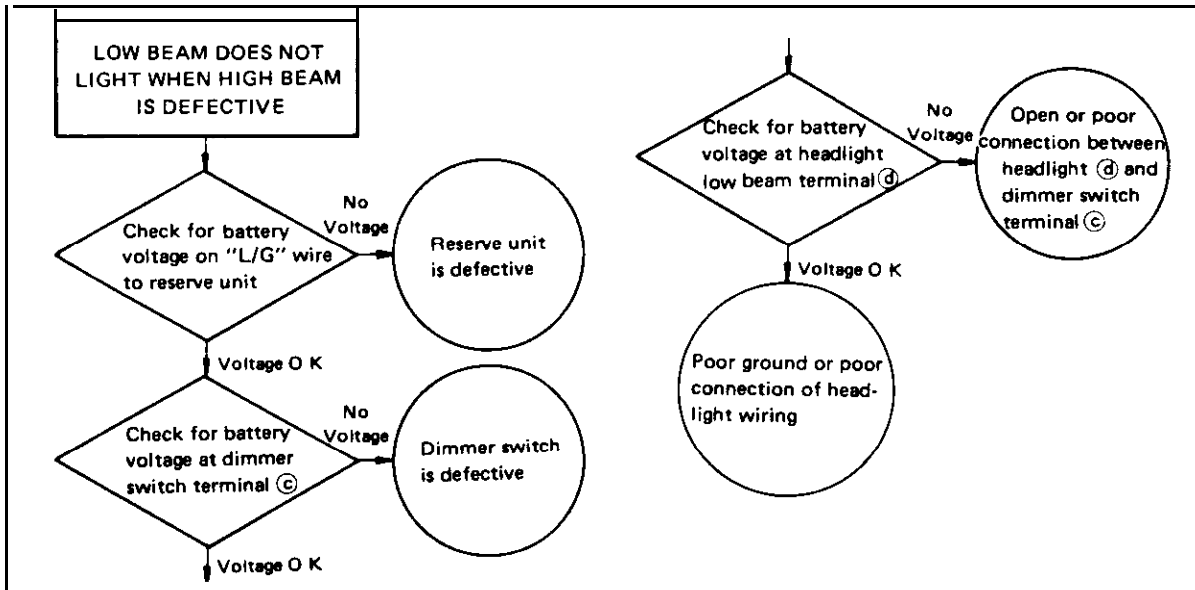 LOW BEAM DOES NOT
LIGHT WHEN HIGH BEAM
IS DEFECTIVE
Check for battery
voltage on "L/G" wire
to reserve unit
No
Voltage
Reserve unit
is defective
Voltage O K
Check for battery
voltage at dimmer
switch terminal ⓒ
No
Voltage
Dimmer switch
is defective
Voltage O K
Check for battery
voltage at headlight
low beam terminal ⓓ
No
Voltage
Open or poor
connection between
headlight ⓓ and
dimmer switch
terminal ⓒ
Voltage O K
Poor ground or poor
connection of head-
light wiring